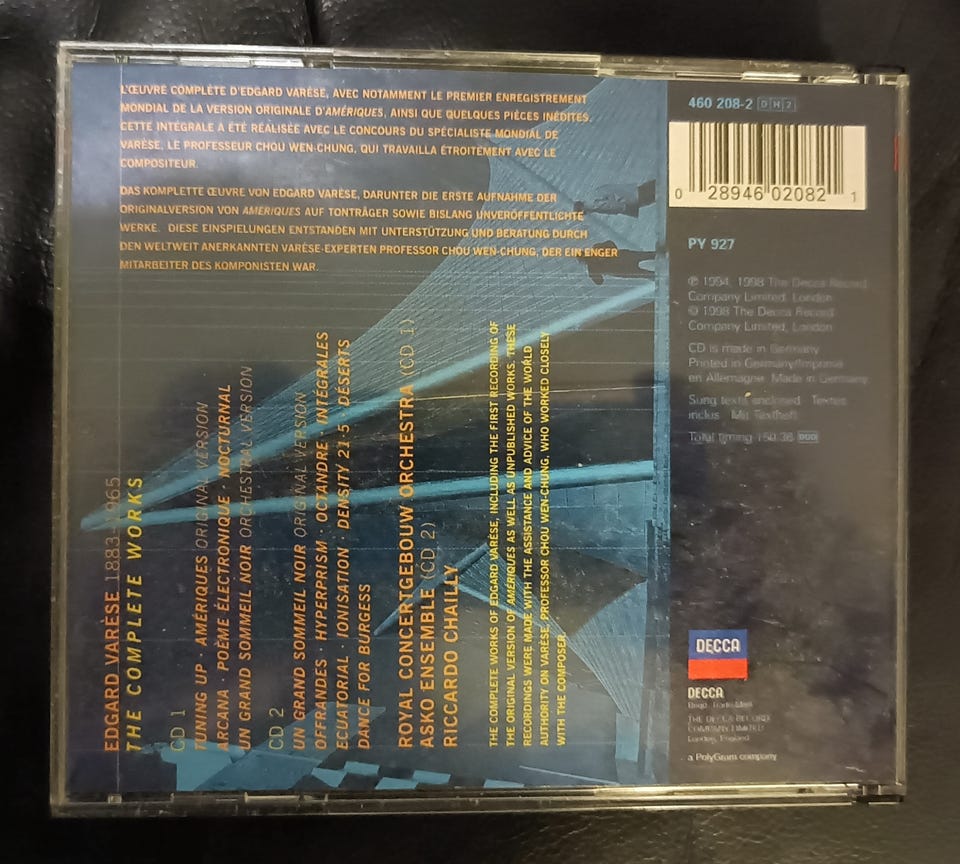 L'ŒUVRE COMPLÈTE D'EDGARD VARÈSE, AVEC NOTAMMENT LE PREMIER ENREGISTREMENT
MONDIAL DE LA VERSION ORIGINALE D'AMÉRIQUES, AINSI QUE QUELQUES PIÈCES INÉDITES.
CETTE INTÉGRALE A ÉTÉ RÉALISÉE AVEC LE CONCOURS DU SPÉCIALISTE MONDIAL DE
VARÈSE, LE PROFESSEUR CHOU WEN-CHUNG, QUI TRAVAILLA ÉTROITEMENT AVEC LE
COMPOSITEUR.
DAS KOMPLETTE ŒUVRE VON EDGARD VARÈSE, DARUNTER DIE ERSTE AUFNAHME DER
ORIGINALVERSION VON AMERIQUES AUF TONTRÄGER SOWIE BISLANG UNVERÖFFENTLICHTE
WERKE. DIESE EINSPIELUNGEN ENTSTANDEN MIT UNTERSTÜTZUNG UND BERATUNG DURCH
DEN WELTWEIT ANERKANNTEN VARÈSE-EXPERTEN PROFESSOR CHOU WEN-CHUNG, DER EIN ENGER
MITARBEITER DES KOMPONISTEN WAR.
EDGARD VARÈSE 1883-1965
THE COMPLETE WORKS
CD 1
TUNING UP · AMÉRIQUES ORIGINAL VERSION
ARCANA · POÈME ÉLECTRONIQUE · NOCTURNAL
UN GRAND SOMMEIL NOIR ORCHESTRAL VERSION
CD 2
UN GRAND SOMMEIL NOIR ORIGINAL VERSION
OFFRANDES · HYPERPRISM · OCTANDRE · INTÉGRALES
ECUATORIAL · IONISATION · DENSITY 21·5 · DÉSERTS
DANCE FOR BURGESS
ROYAL CONCERTGEBOUW ORCHESTRA (CD 1)
ASKO ENSEMBLE (CD 2)
RICCARDO CHAILLY
THE COMPLETE WORKS OF EDGARD VARÈSE, INCLUDING THE FIRST RECORDING OF
THE ORIGINAL VERSION OF AMÉRIQUES AS WELL AS UNPUBLISHED WORKS. THESE
RECORDINGS WERE MADE WITH THE ASSISTANCE AND ADVICE OF THE WORLD
AUTHORITY ON VARÈSE, PROFESSOR CHOU WEN-CHUNG, WHO WORKED CLOSELY
WITH THE COMPOSER.
460 208-2 DH2
0 28946 02082 1
PY 927
℗ 1994, 1998 The Decca Record
Company Limited, London
© 1998 The Decca Record
Company Limited, London
CD is made in Germany
Printed in Germany/Imprimé
en Allemagne Made in Germany
Sung texts enclosed Textes
inclus Mit Textheft
Total timing 150.38 DDD
DECCA
DECCA
Regd. Trade Mark
THE DECCA RECORD
COMPANY LIMITED
London, England
a PolyGram company